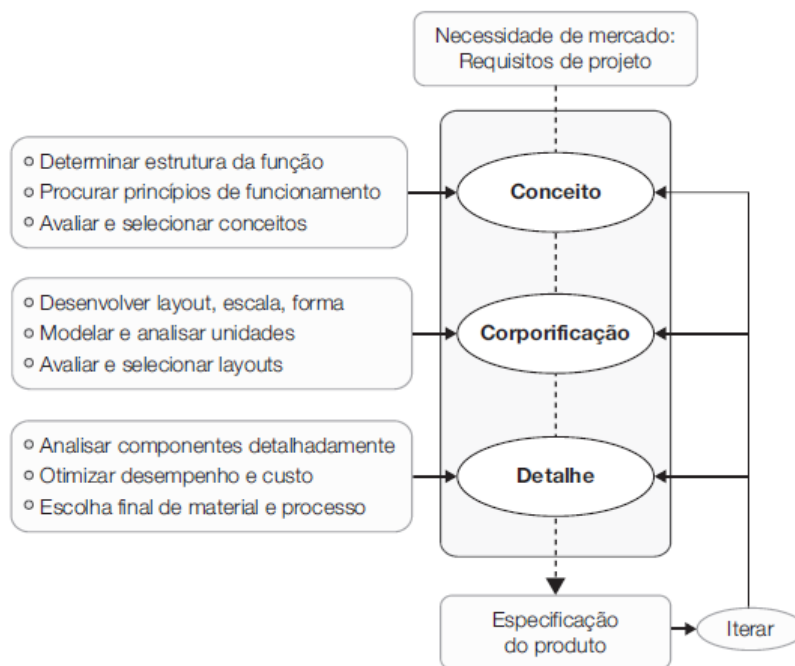 Necessidade de mercado:
Requisitos de projeto
Determinar estrutura da função
Procurar princípios de funcionamento
Avaliar e selecionar conceitos
Conceito
Desenvolver layout, escala, forma
Modelar e analisar unidades
Avaliar e selecionar layouts
Corporificação
Analisar componentes detalhadamente
Otimizar desempenho e custo
Escolha final de material e processo
Detalhe
Especificação
do produto
Iterar